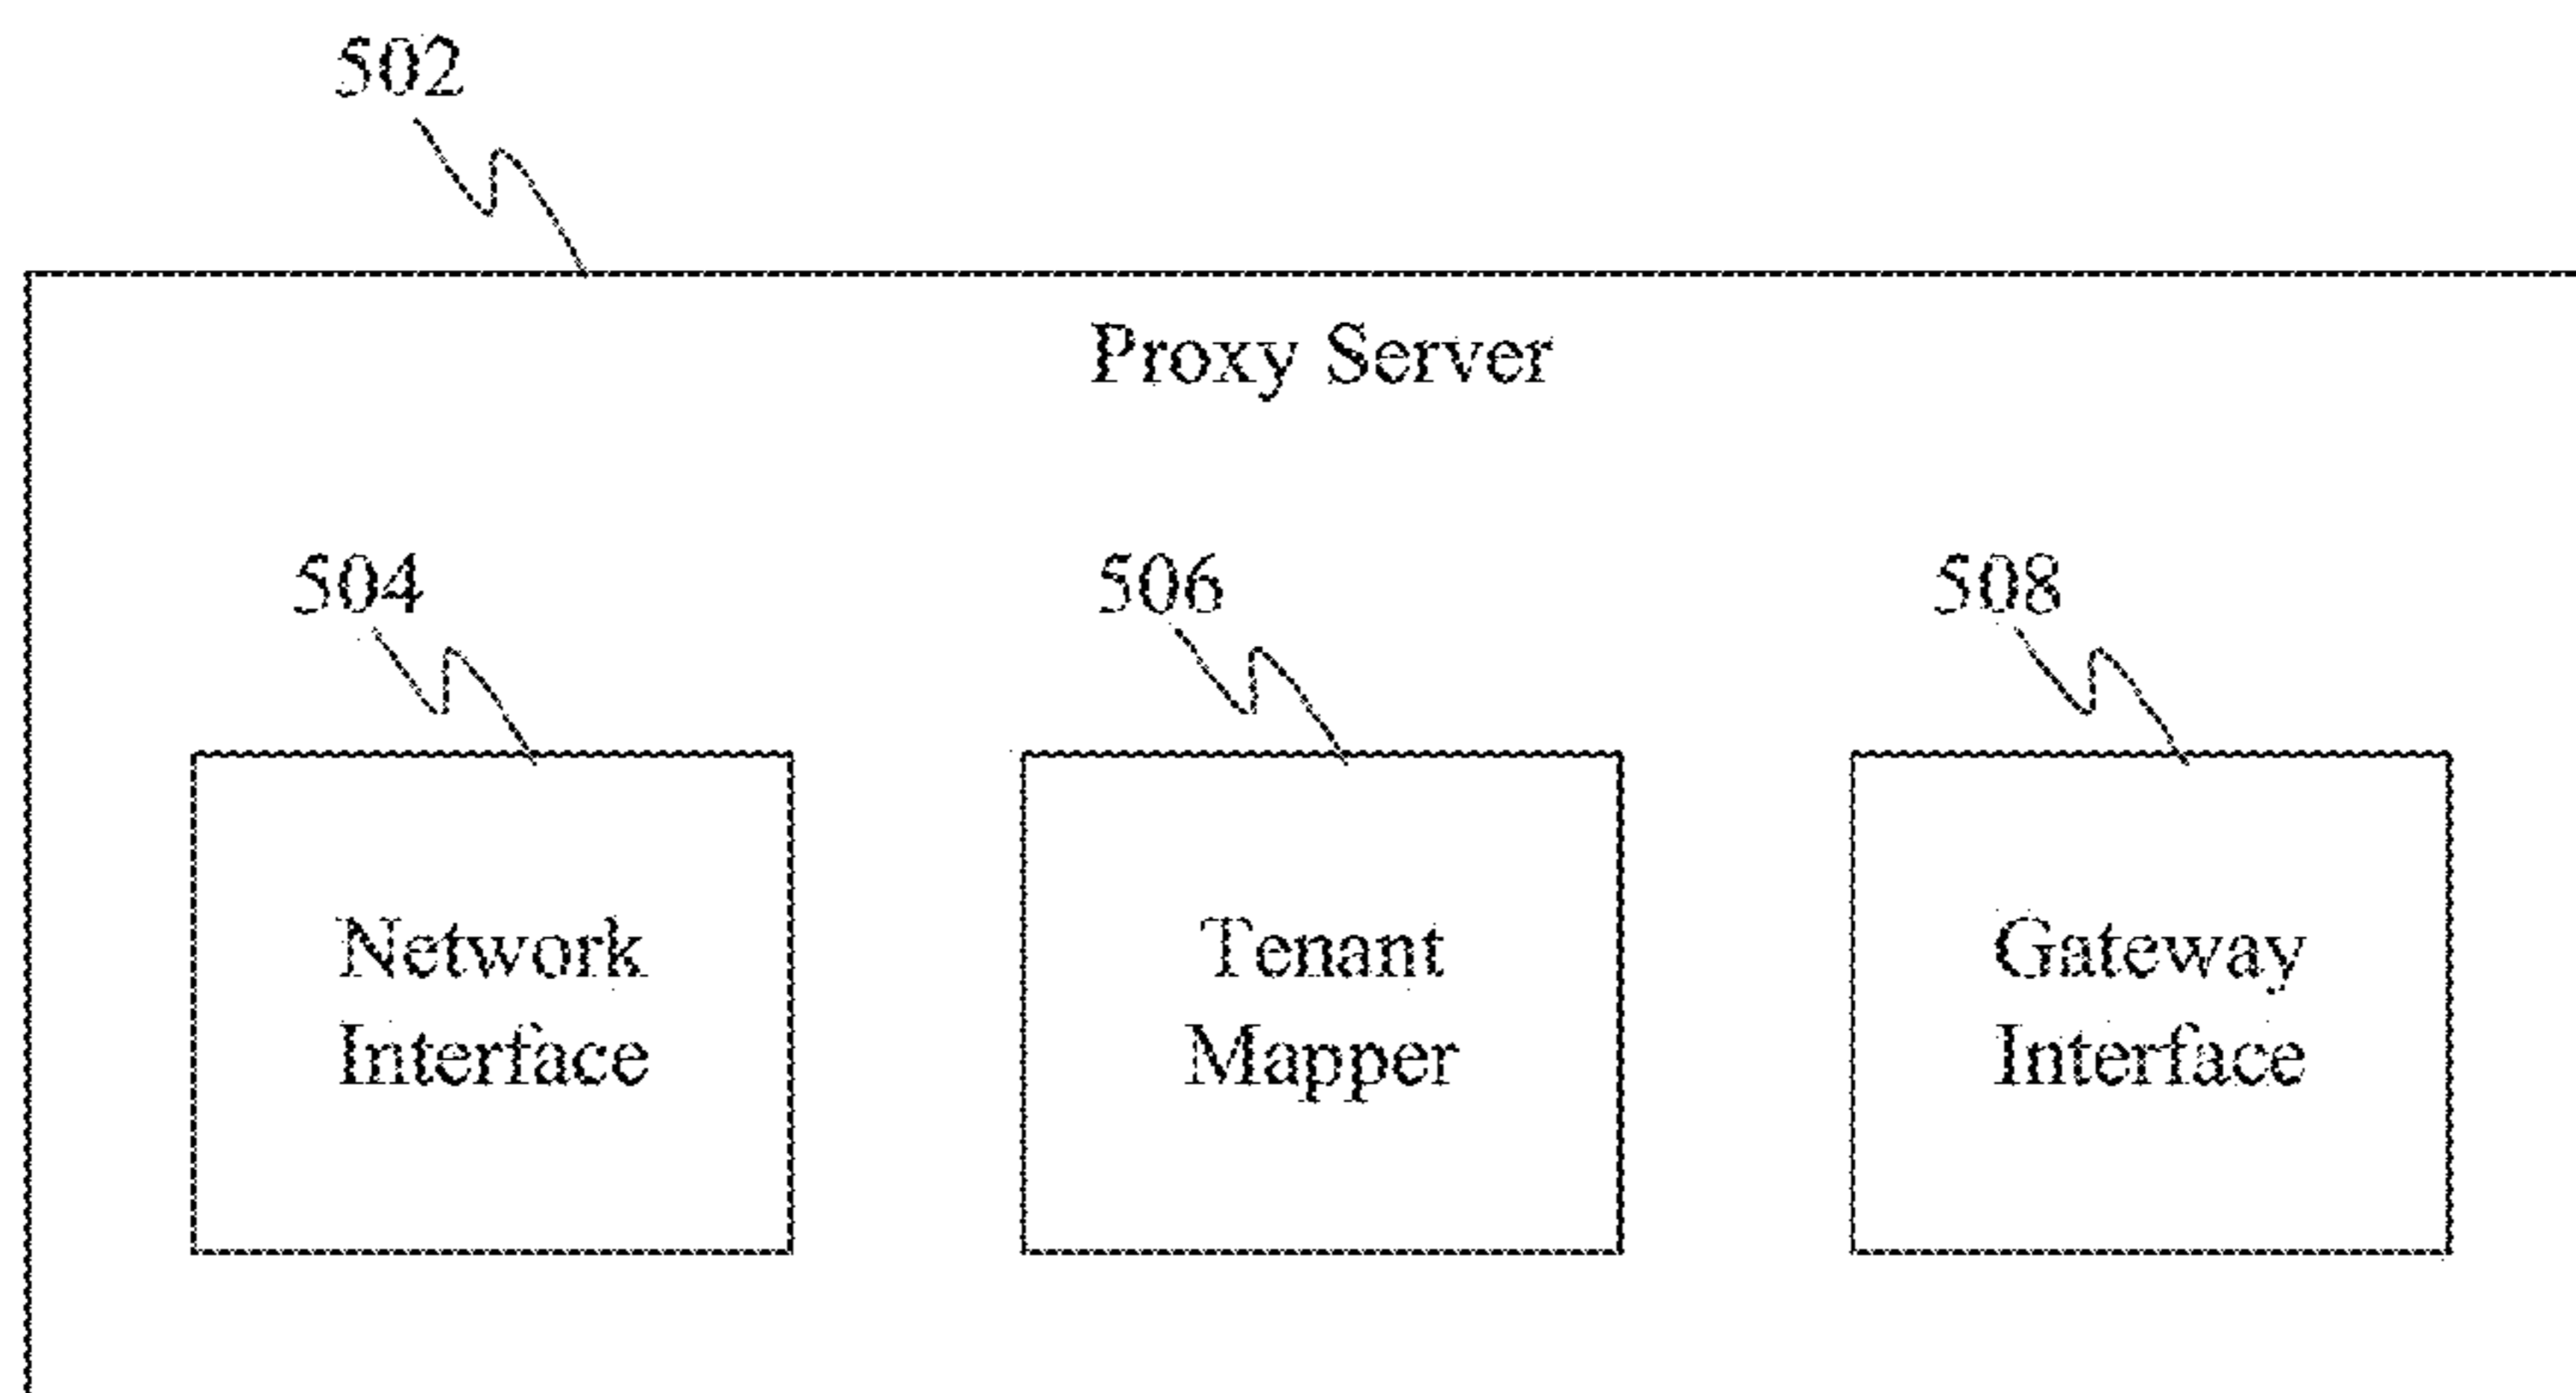 502
Proxy Server
504
506
508
Network
Interface
Tenant
Mapper
Gateway
Interface